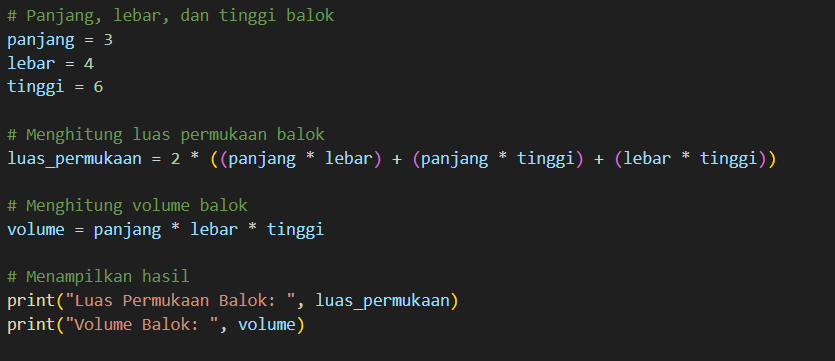 # Panjang, lebar, dan tinggi balok
panjang = 3
lebar = 4
tinggi = 6
# Menghitung luas permukaan balok
luas_permukaan = 2 * ((panjang * lebar) + (panjang * tinggi) + (lebar * tinggi))
# Menghitung volume balok
volume = panjang * lebar * tinggi
# Menampilkan hasil
print("Luas Permukaan Balok: ", luas_permukaan)
print("Volume Balok: ", volume)